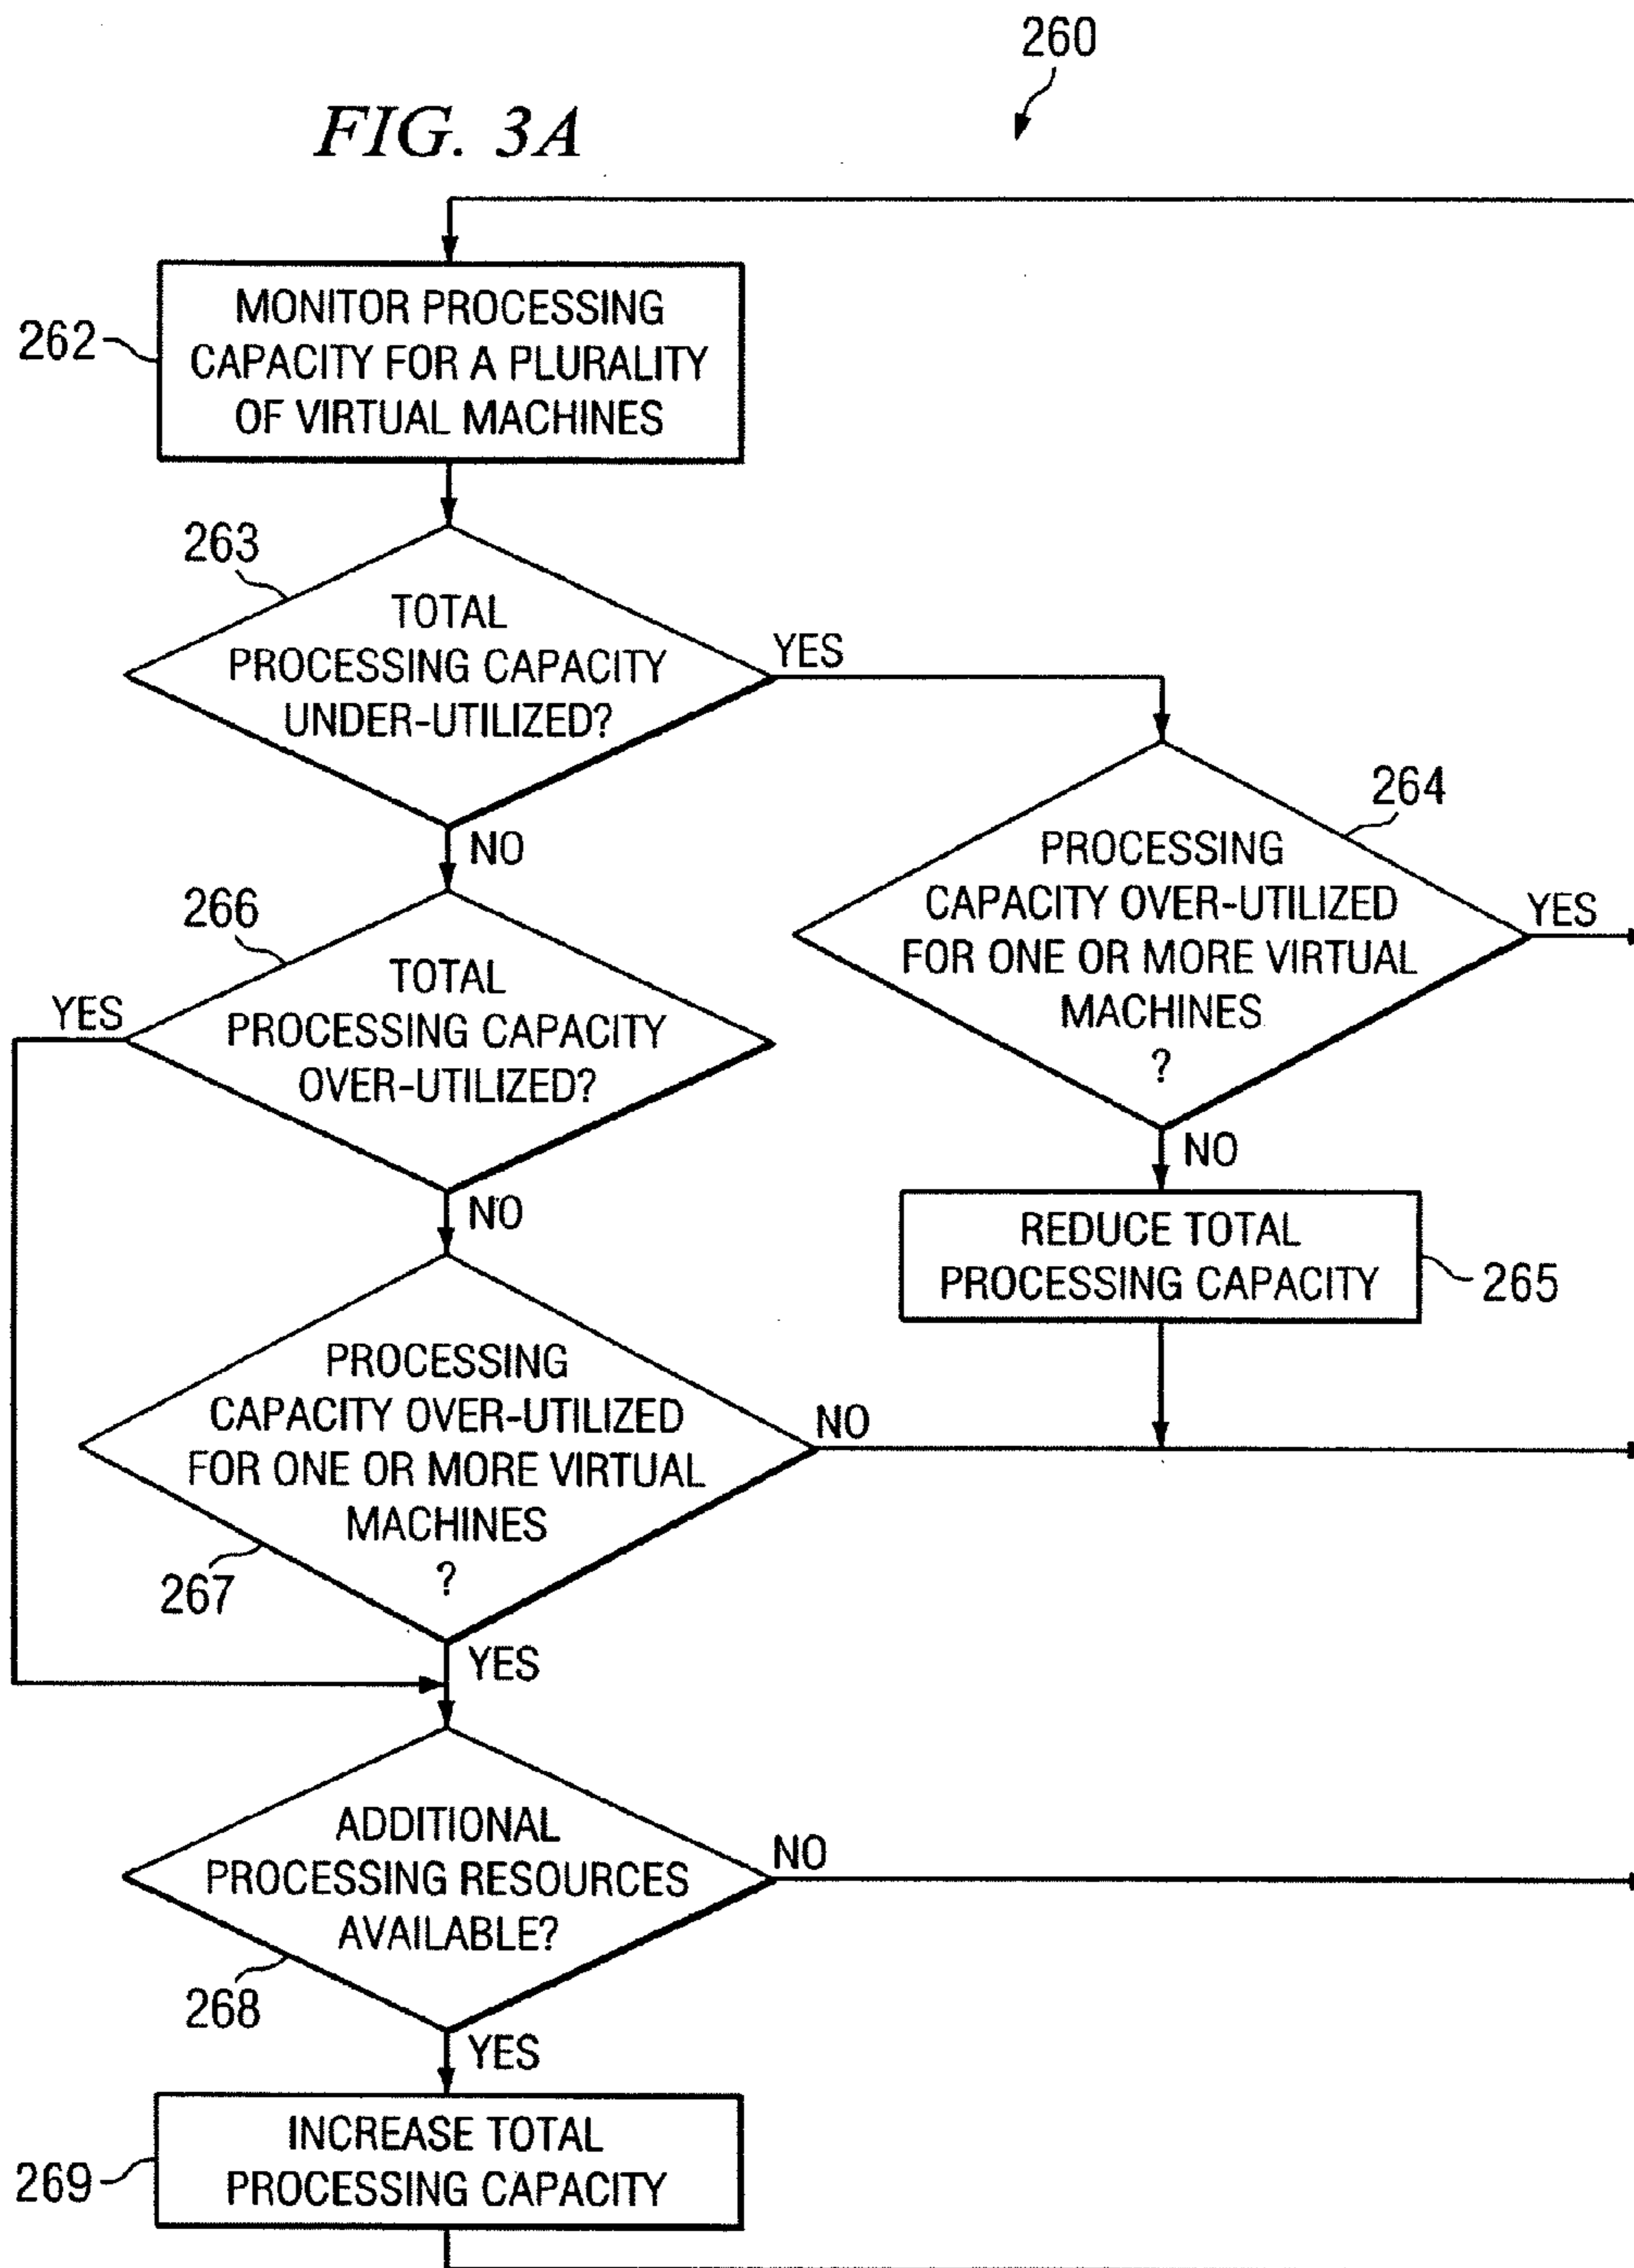 260
FIG. 3A
262
MONITOR PROCESSING
CAPACITY FOR A PLURALITY
OF VIRTUAL MACHINES
263
TOTAL
PROCESSING CAPACITY
UNDER-UTILIZED?
YES
NO
264
PROCESSING
CAPACITY OVER-UTILIZED
FOR ONE OR MORE VIRTUAL
MACHINES
?
YES
NO
REDUCE TOTAL
PROCESSING CAPACITY
265
266
TOTAL
PROCESSING CAPACITY
OVER-UTILIZED?
YES
NO
PROCESSING
CAPACITY OVER-UTILIZED
FOR ONE OR MORE VIRTUAL
MACHINES
?
267
NO
YES
ADDITIONAL
PROCESSING RESOURCES
AVAILABLE?
268
NO
YES
INCREASE TOTAL
PROCESSING CAPACITY
269